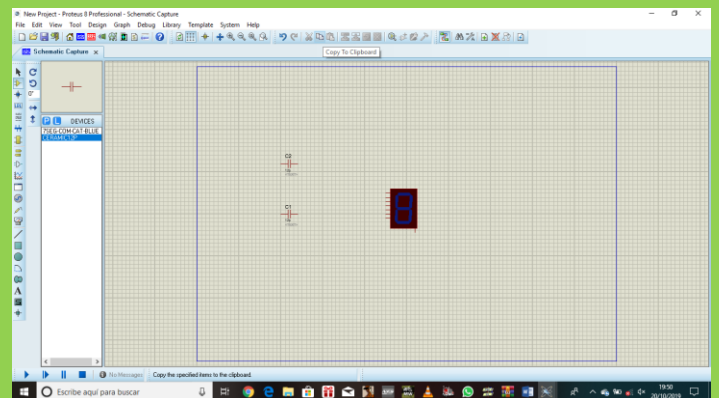 New Project - Proteus 8 Professional - Schematic Capture
File Edit View Tool Design Graph Debug Library Template System Help
Schematic Capture
Copy To Clipboard
0°
P L DEVICES
7SEG-COM-CAT-BLUE
CERAMIC12P
C2
C1
No Messages
Copy the specified items to the clipboard.
Escribe aquí para buscar
19:50
20/10/2019